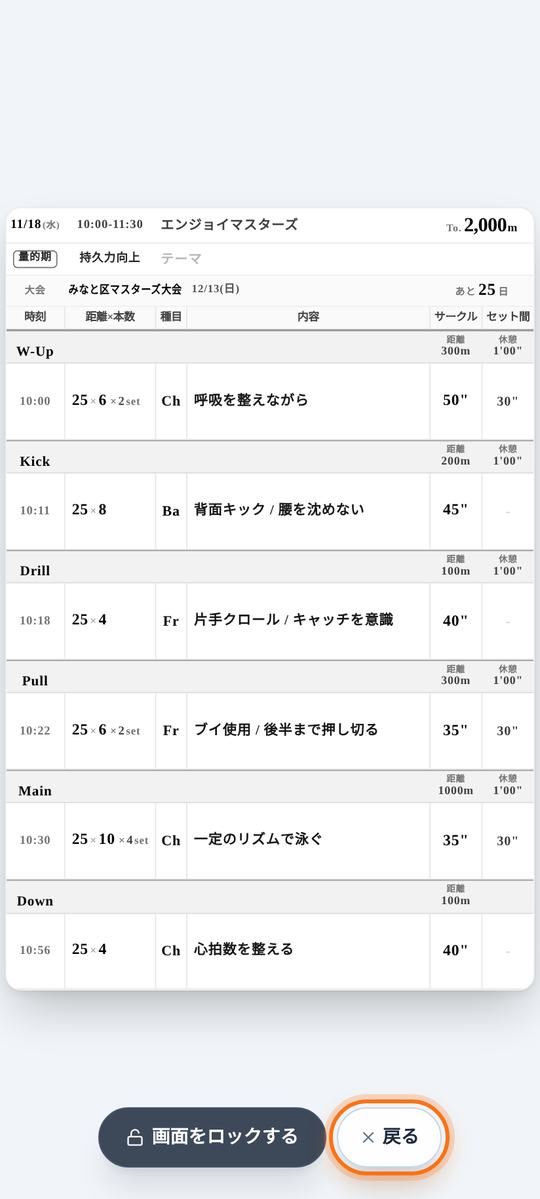 11/18(水) 10:00-11:30 エンジョイマスターズ To. 2,000m
量的期 持久力向上 テーマ
大会 みなと区マスターズ大会 12/13(日) あと 25 日
時刻 距離×本数 種目 内容 サークル セット間
W-Up 距離 300m 休憩 1'00"
10:00 25×6 ×2set Ch 呼吸を整えながら 50" 30"
Kick 距離 200m 休憩 1'00"
10:11 25×8 Ba 背面キック / 腰を沈めない 45" -
Drill 距離 100m 休憩 1'00"
10:18 25×4 Fr 片手クロール / キャッチを意識 40" -
Pull 距離 300m 休憩 1'00"
10:22 25×6 ×2set Fr ブイ使用 / 後半まで押し切る 35" 30"
Main 距離 1000m 休憩 1'00"
10:30 25×10 ×4set Ch 一定のリズムで泳ぐ 35" 30"
Down 距離 100m
10:56 25×4 Ch 心拍数を整える 40" -
画面をロックする × 戻る